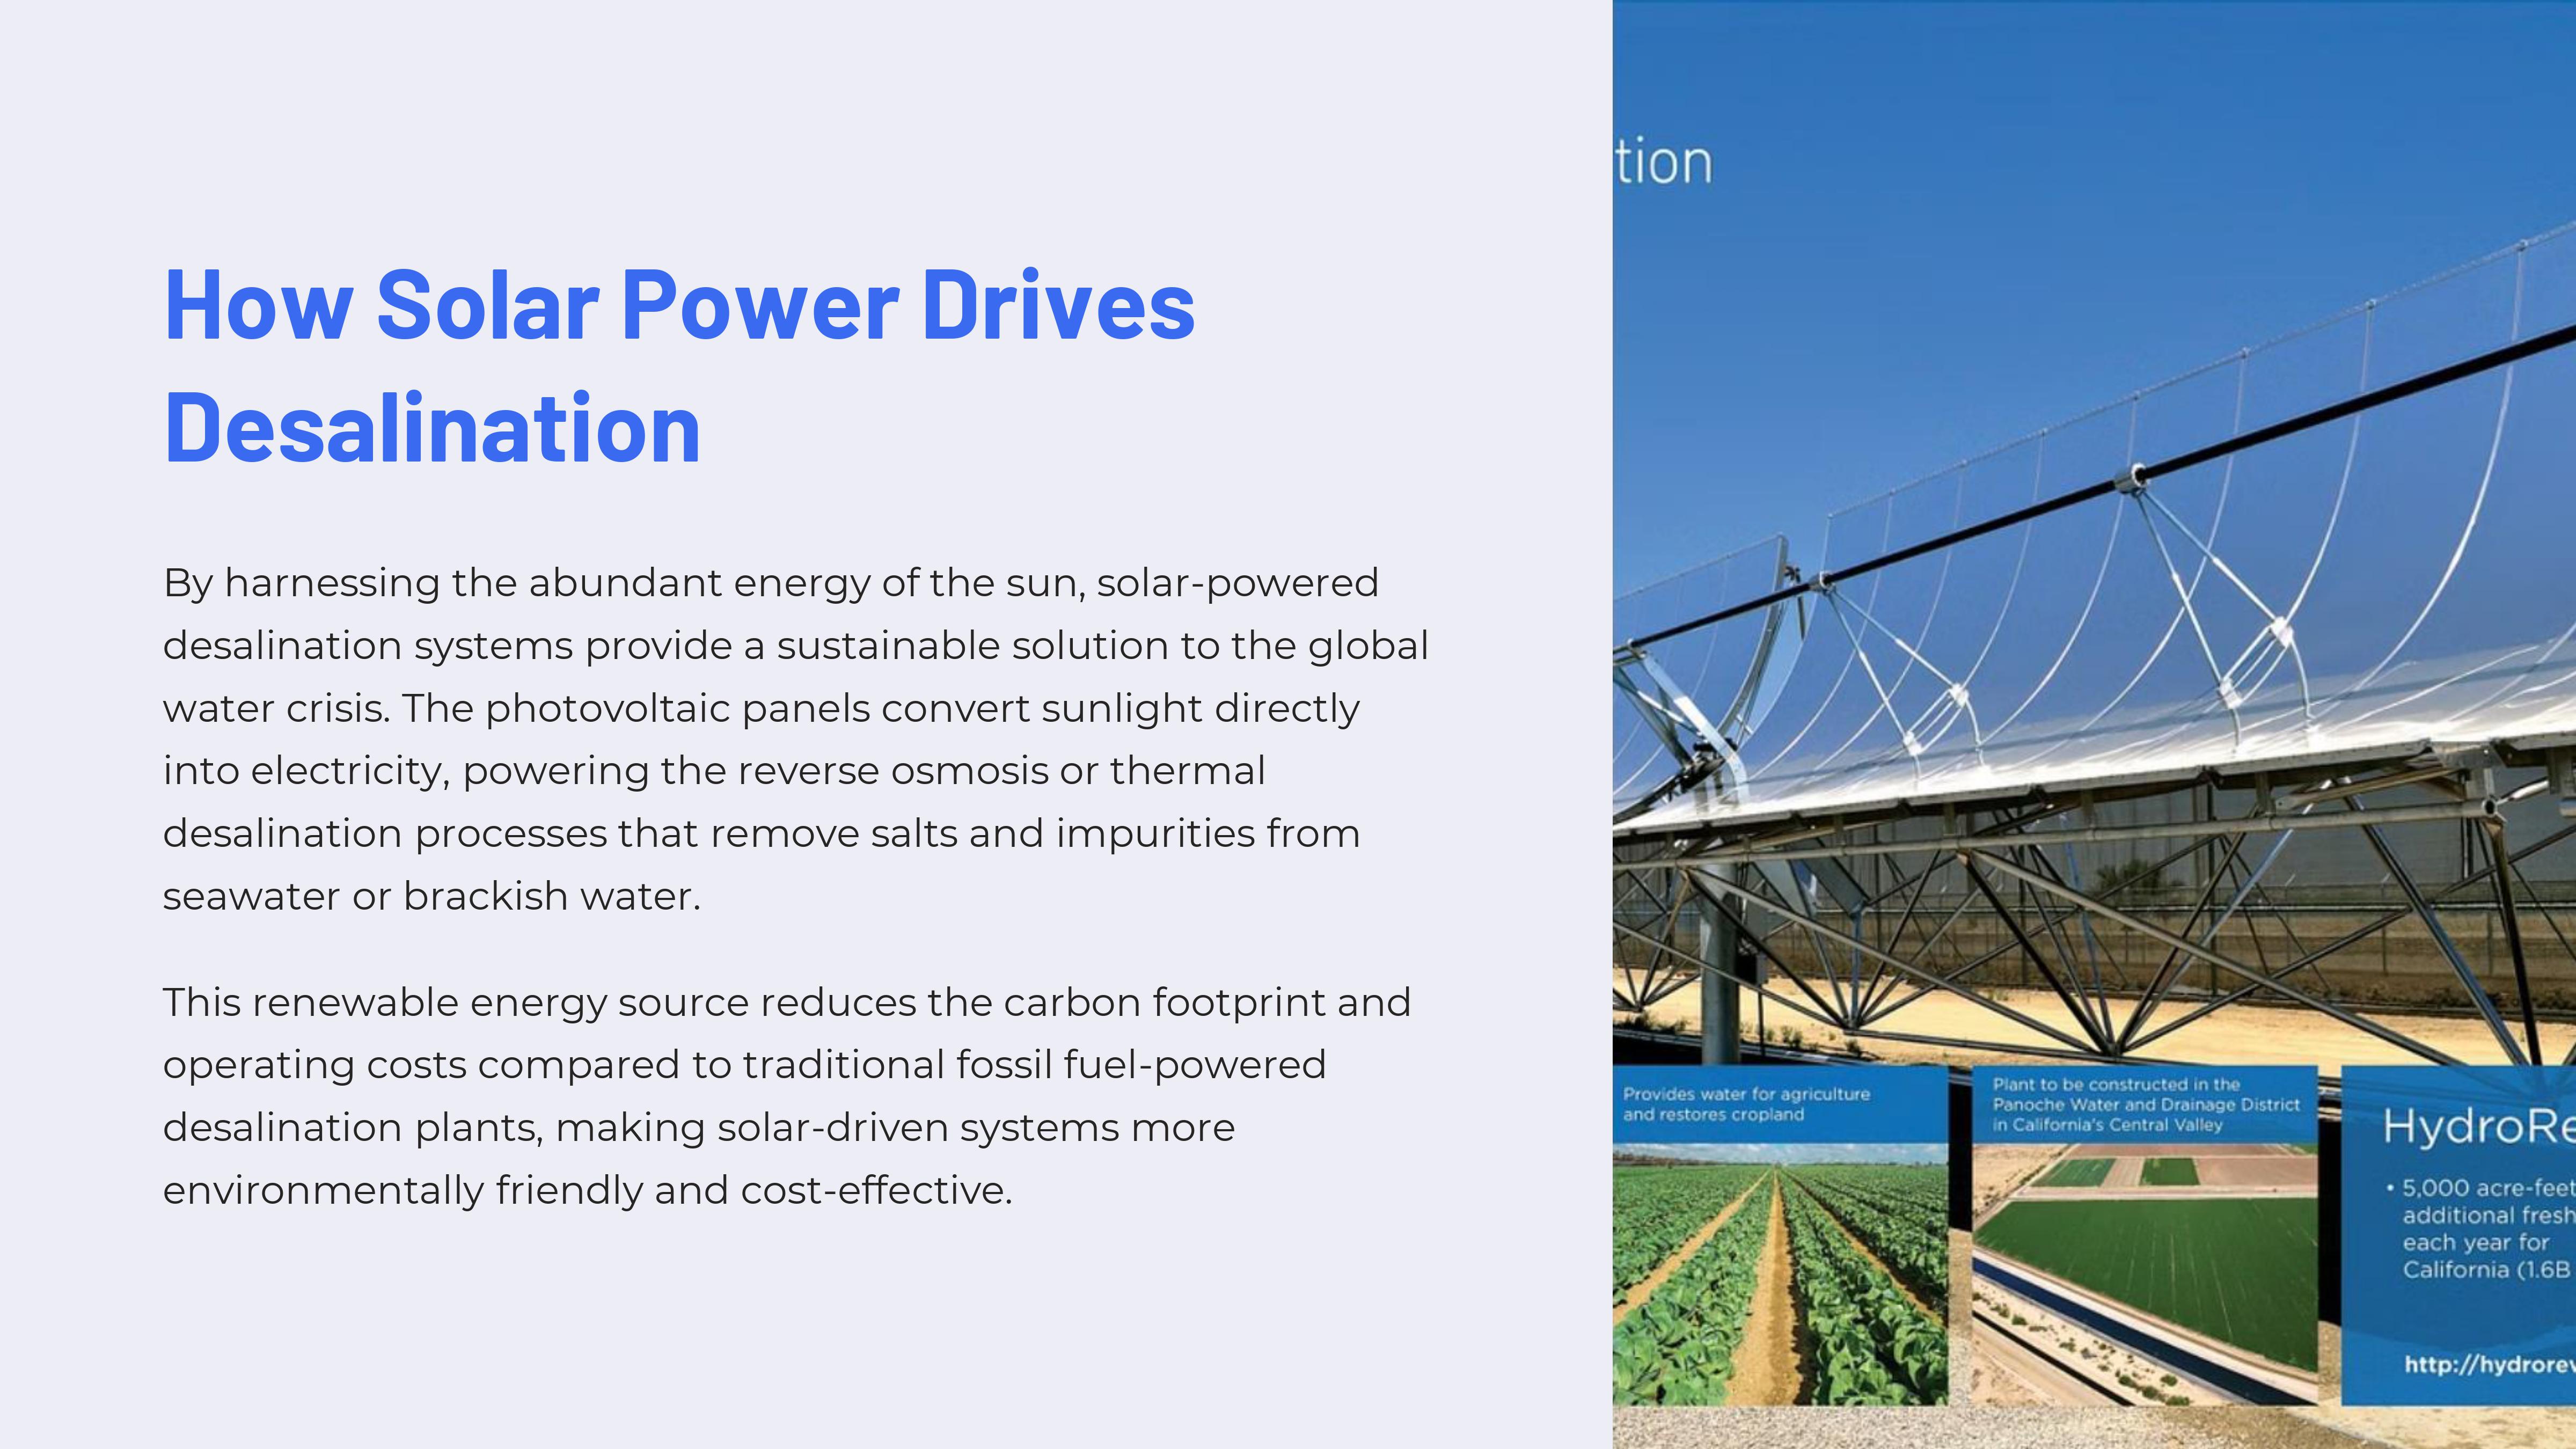 How Solar Power Drives
Desalination
By harnessing the abundant energy of the sun, solar-powered
desalination systems provide a sustainable solution to the global
water crisis. The photovoltaic panels convert sunlight directly
into electricity, powering the reverse osmosis or thermal
desalination processes that remove salts and impurities from
seawater or brackish water.
This renewable energy source reduces the carbon footprint and
operating costs compared to traditional fossil fuel-powered
desalination plants, making solar-driven systems more
environmentally friendly and cost-effective.
tion
Provides water for agriculture
and restores cropland
Plant to be constructed in the
Panoche Water and Drainage District
in California's Central Valley
HydroRe
• 5,000 acre-feet
additional fresh
each year for
California (1.6B
http://hydrorev